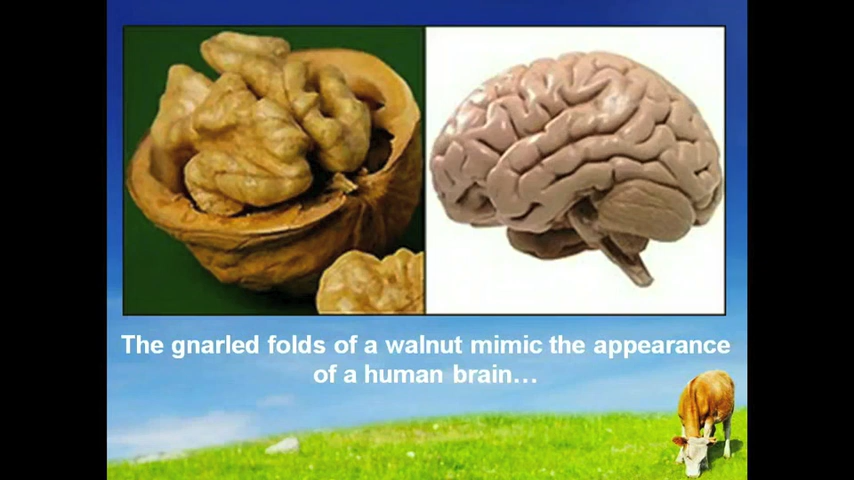 The gnarled folds of a walnut mimic the appearance
of a human brain…